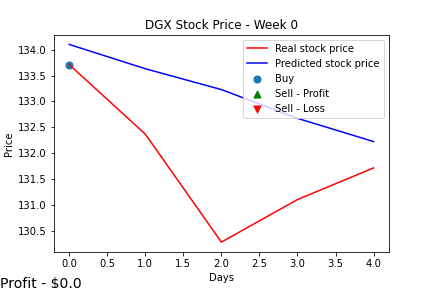 DGX Stock Price - Week 0
Real stock price
Predicted stock price
Buy
Sell - Profit
Sell - Loss
Price
134.0
133.5
133.0
132.5
132.0
131.5
131.0
130.5
0.0 0.5 1.0 1.5 2.0 2.5 3.0 3.5 4.0
Days
Profit - $0.0